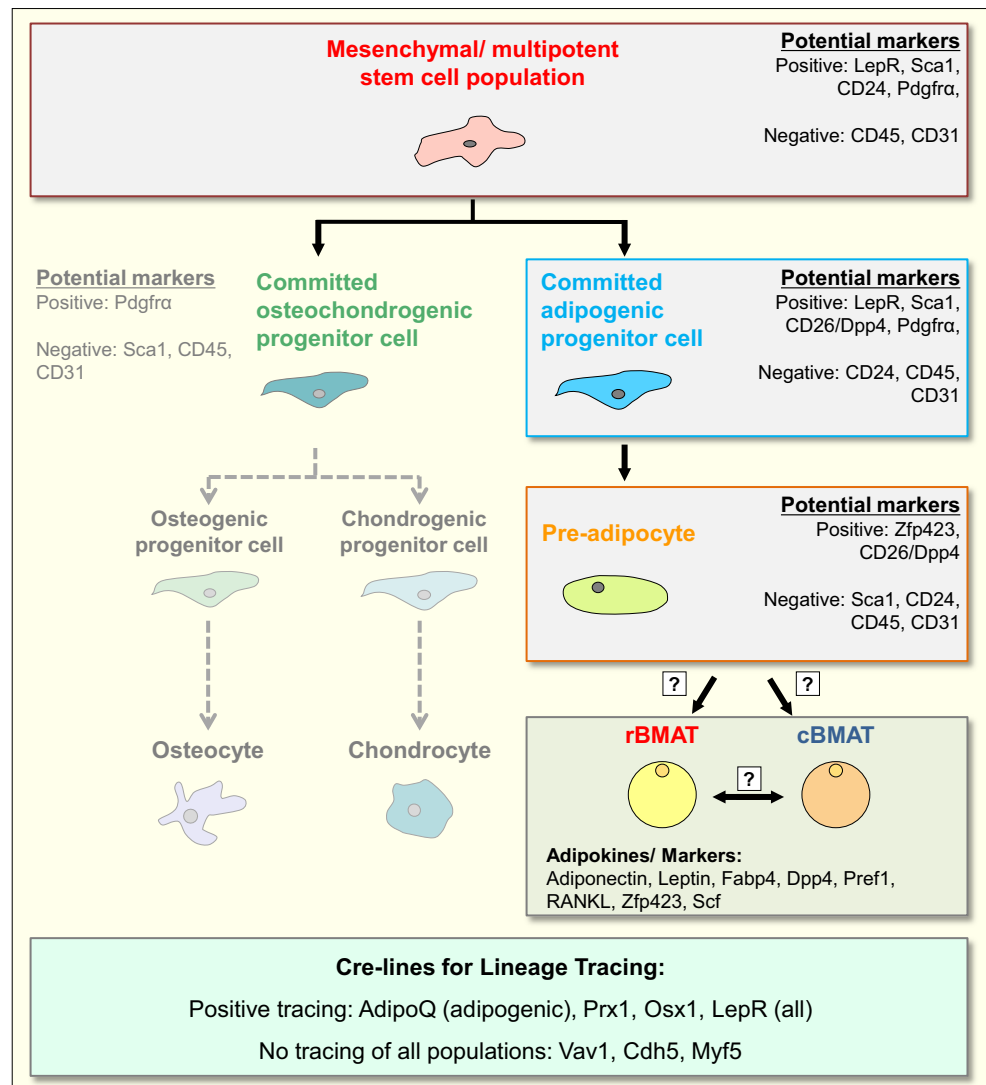 Mesenchymal/ multipotent
stem cell population
Potential markers
Positive: LepR, Sca1,
CD24, Pdgfrα,
Negative: CD45, CD31
Potential markers
Positive: Pdgfrα
Negative: Sca1, CD45,
CD31
Committed
osteochondrogenic
progenitor cell
Committed
adipogenic
progenitor cell
Potential markers
Positive: LepR, Sca1,
CD26/Dpp4, Pdgfrα,
Negative: CD24, CD45,
CD31
Osteogenic
progenitor cell
Chondrogenic
progenitor cell
Pre-adipocyte
Potential markers
Positive: Zfp423,
CD26/Dpp4
Negative: Sca1, CD24,
CD45, CD31
? ?
Osteocyte
Chondrocyte
rBMAT cBMAT
?
Adipokines/ Markers:
Adiponectin, Leptin, Fabp4, Dpp4, Pref1,
RANKL, Zfp423, Scf
Cre-lines for Lineage Tracing:
Positive tracing: AdipoQ (adipogenic), Prx1, Osx1, LepR (all)
No tracing of all populations: Vav1, Cdh5, Myf5